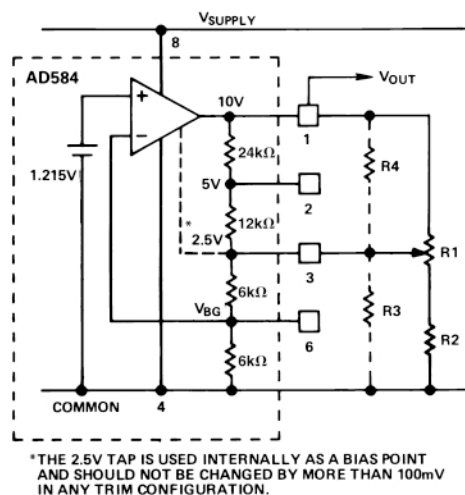 VSUPPLY
8
AD584
VOUT
10V
1
+
−
24kΩ
R4
1.215V
5V
2
*
12kΩ
2.5V
3
R1
6kΩ
VBG
R3
6
R2
6kΩ
COMMON
4
*THE 2.5V TAP IS USED INTERNALLY AS A BIAS POINT
AND SHOULD NOT BE CHANGED BY MORE THAN 100mV
IN ANY TRIM CONFIGURATION.